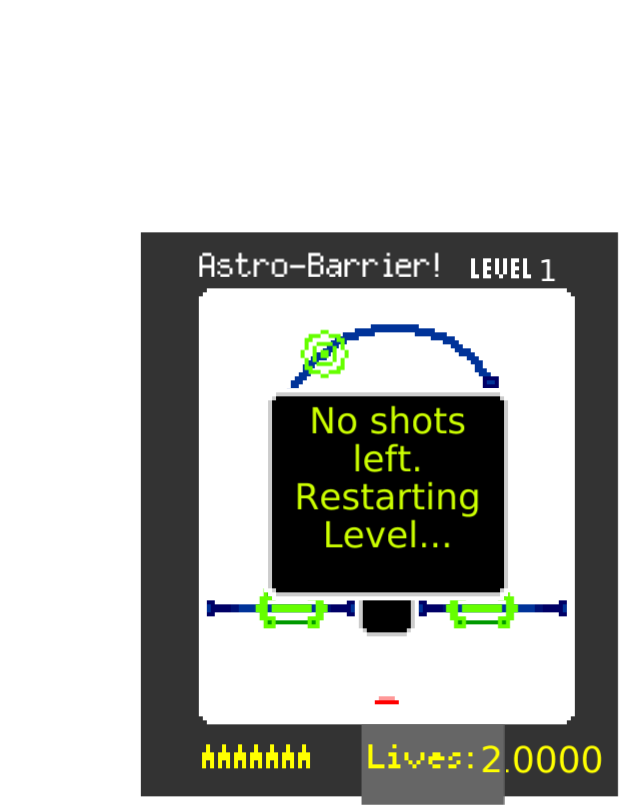 Astro-Barrier! LEVEL 1
No shots
left.
Restarting
Level...
Lives:2.0000